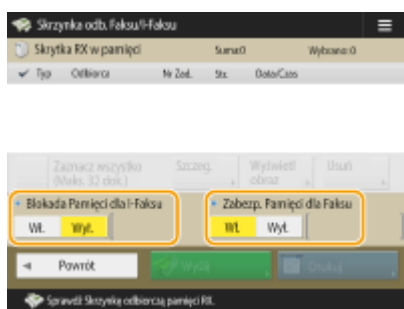 Skrzynka odb. Faksu/I-Faksu
Skrytka RX w pamięci Suma:0 Wybrano: 0
Typ Odbiorca Nr Zad. Str. Data/Czas
Zaznacz wszystko Szczeg. Wyświetl Usuń
(Maks. 32 dok.) obraz
Blokada Pamięci dla I-Faksu Zabezp. Pamięci dla Faksu
Wł. Wył. Wł. Wył.
Powrót Wyślij Drukuj
Sprawdź Skrzynkę odbiorczą pamięci RX.